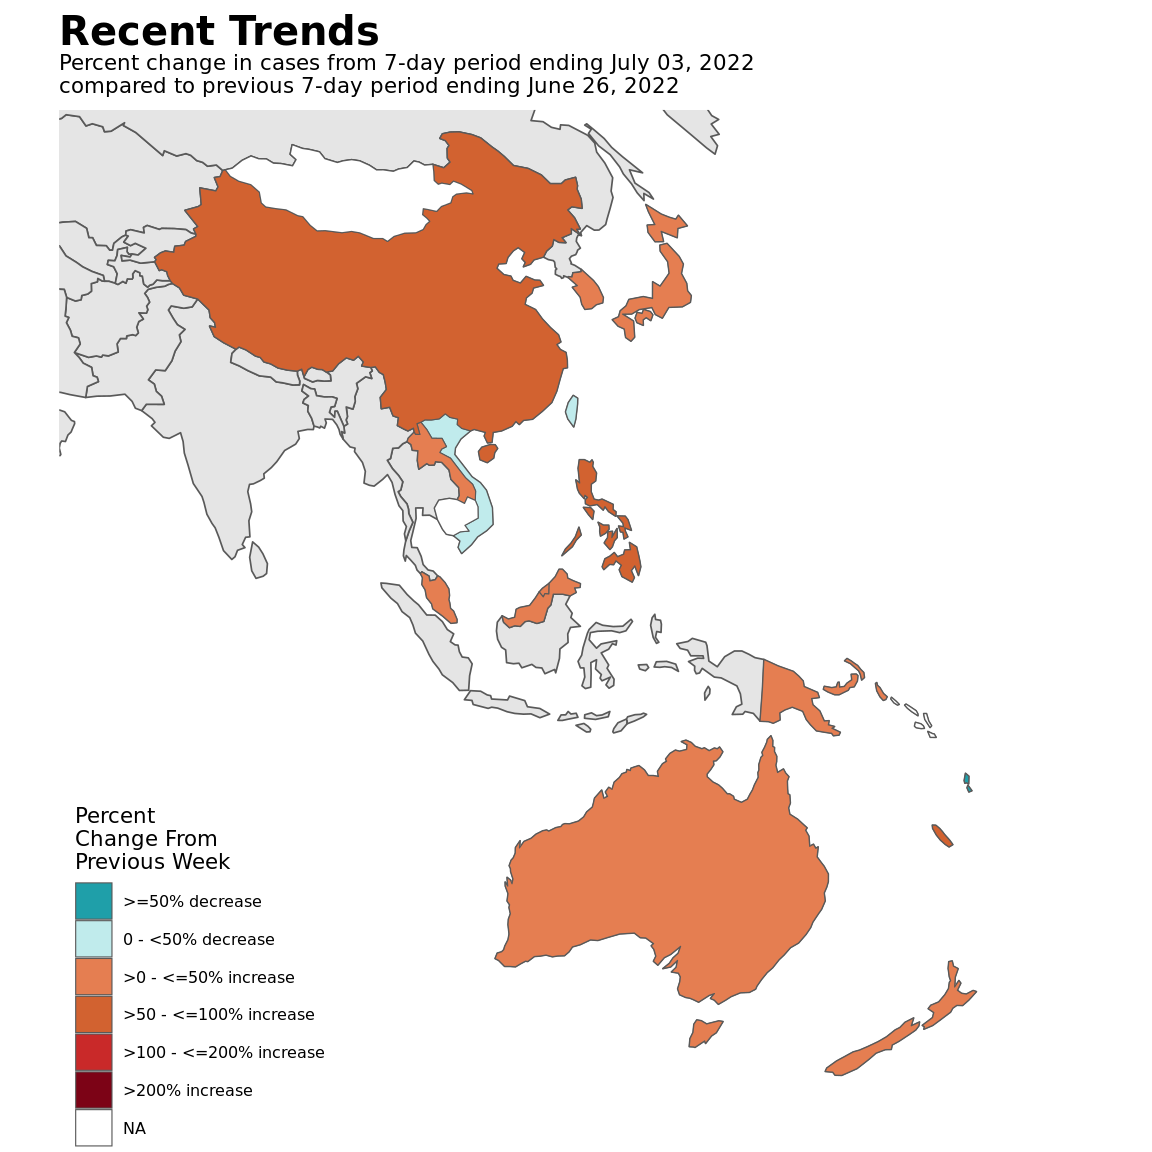 Recent Trends
Percent change in cases from 7-day period ending July 03, 2022
compared to previous 7-day period ending June 26, 2022
Percent
Change From
Previous Week
>=50% decrease
0 - <50% decrease
>0 - <=50% increase
>50 - <=100% increase
>100 - <=200% increase
>200% increase
NA